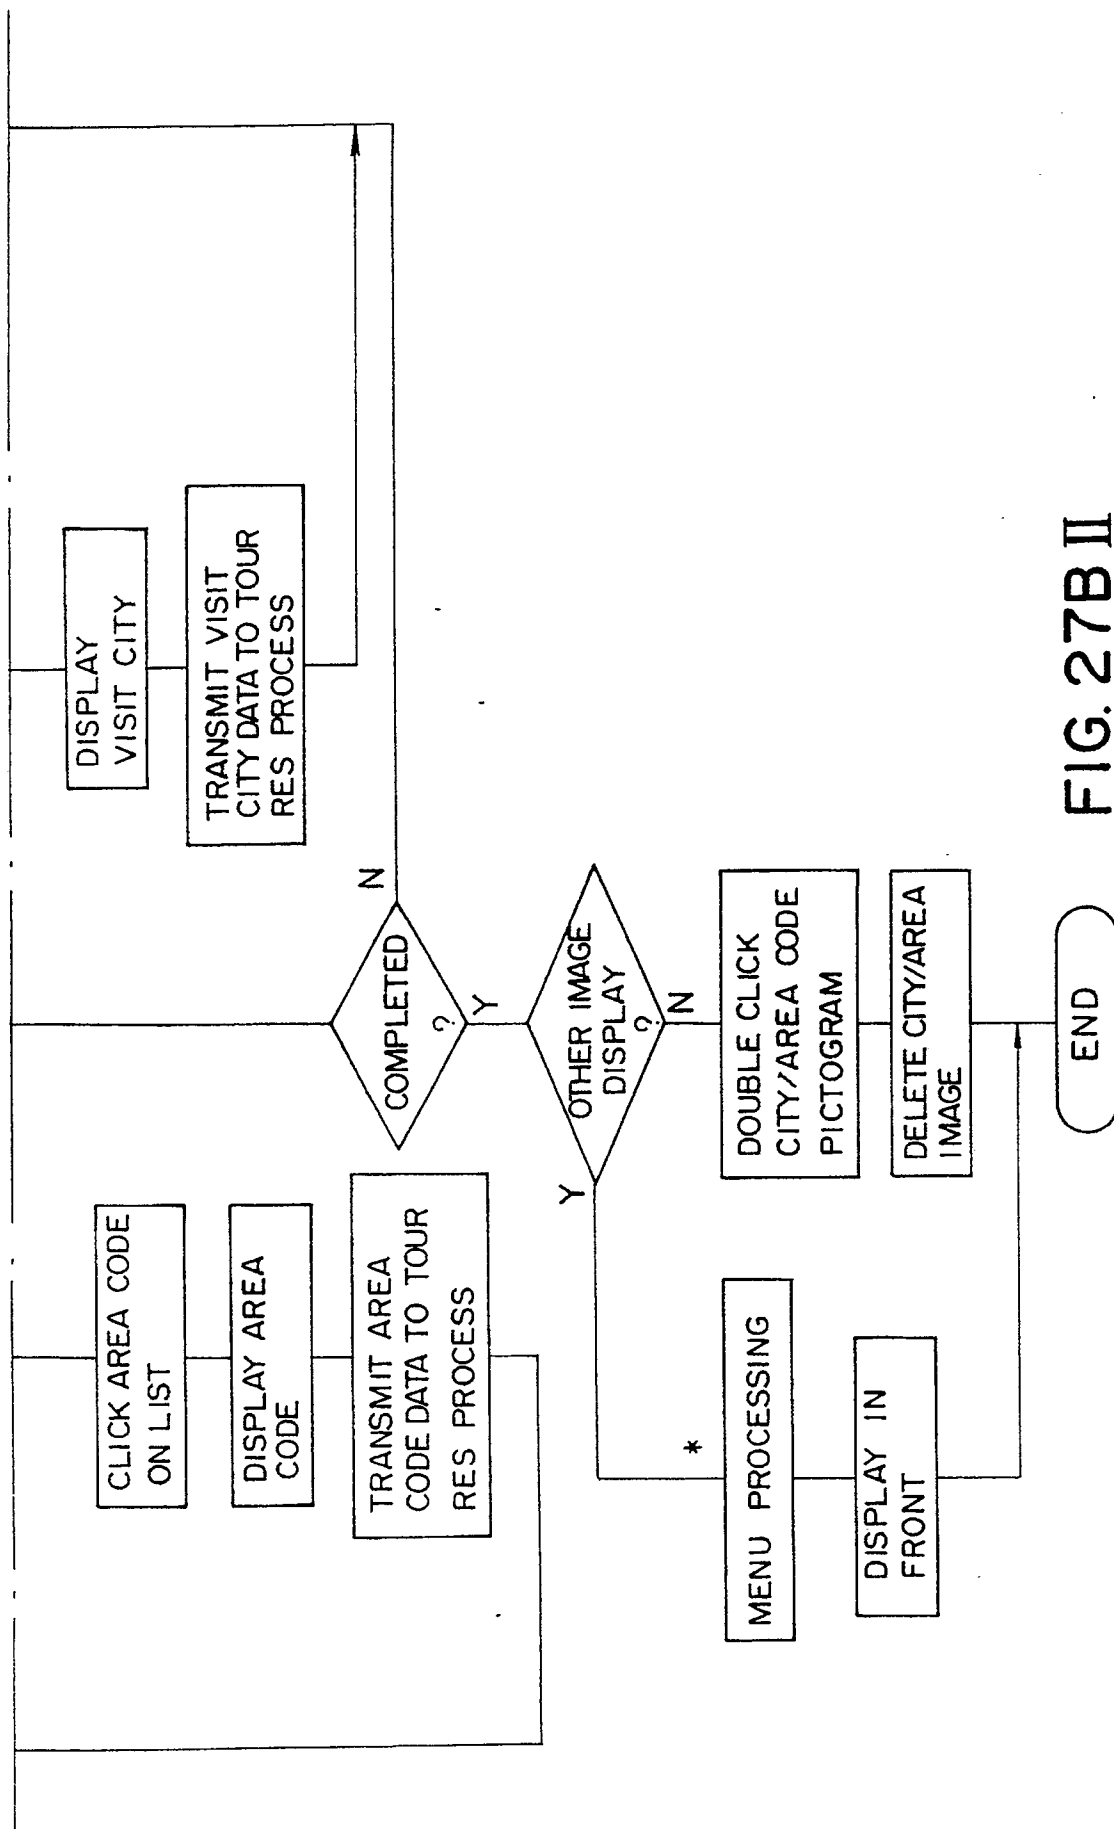 CLICK AREA CODE
ON LIST
DISPLAY AREA
CODE
TRANSMIT AREA
CODE DATA TO TOUR
RES PROCESS
DISPLAY
VISIT CITY
TRANSMIT VISIT
CITY DATA TO TOUR
RES PROCESS
COMPLETED
?
N
Y
OTHER IMAGE
DISPLAY
?
Y
N
*
MENU PROCESSING
DISPLAY IN
FRONT
DOUBLE CLICK
CITY/AREA CODE
PICTOGRAM
DELETE CITY/AREA
IMAGE
END
FIG. 27B II